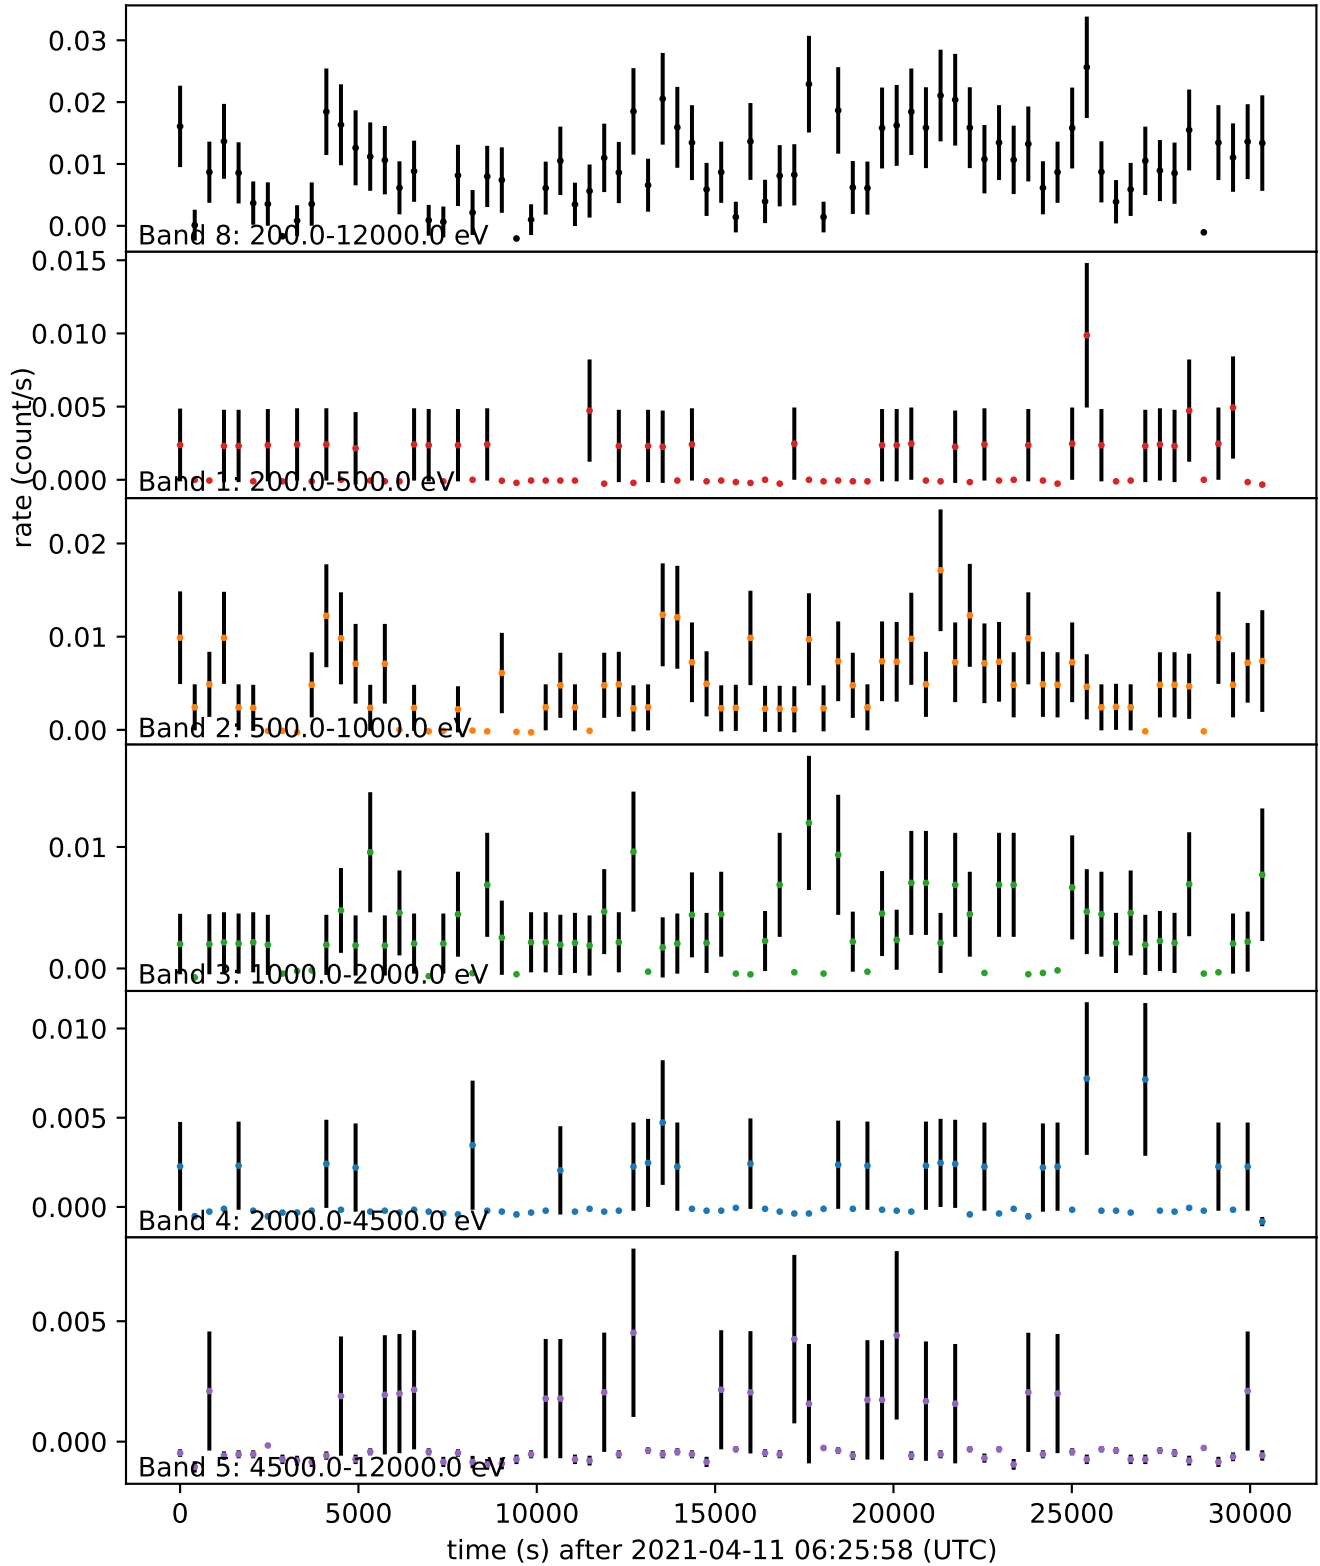 0.03
0.02
0.01
0.00
Band 8: 200.0-12000.0 eV
0.015
0.010
0.005
0.000
Band 1: 200.0-500.0 eV
rate (count/s)
0.02
0.01
0.00
Band 2: 500.0-1000.0 eV
0.01
0.00
Band 3: 1000.0-2000.0 eV
0.010
0.005
0.000
Band 4: 2000.0-4500.0 eV
0.005
0.000
Band 5: 4500.0-12000.0 eV
0 5000 10000 15000 20000 25000 30000
time (s) after 2021-04-11 06:25:58 (UTC)